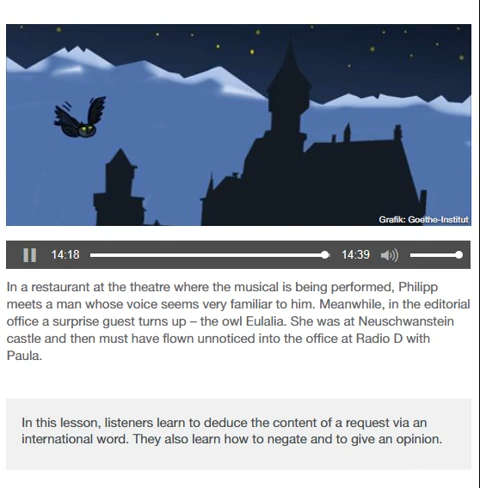 Grafik: Goethe-Institut
14:18
14:39
In a restaurant at the theatre where the musical is being performed, Philipp
meets a man whose voice seems very familiar to him. Meanwhile, in the editorial
office a surprise guest turns up – the owl Eulalia. She was at Neuschwanstein
castle and then must have flown unnoticed into the office at Radio D with
Paula.
In this lesson, listeners learn to deduce the content of a request via an
international word. They also learn how to negate and to give an opinion.